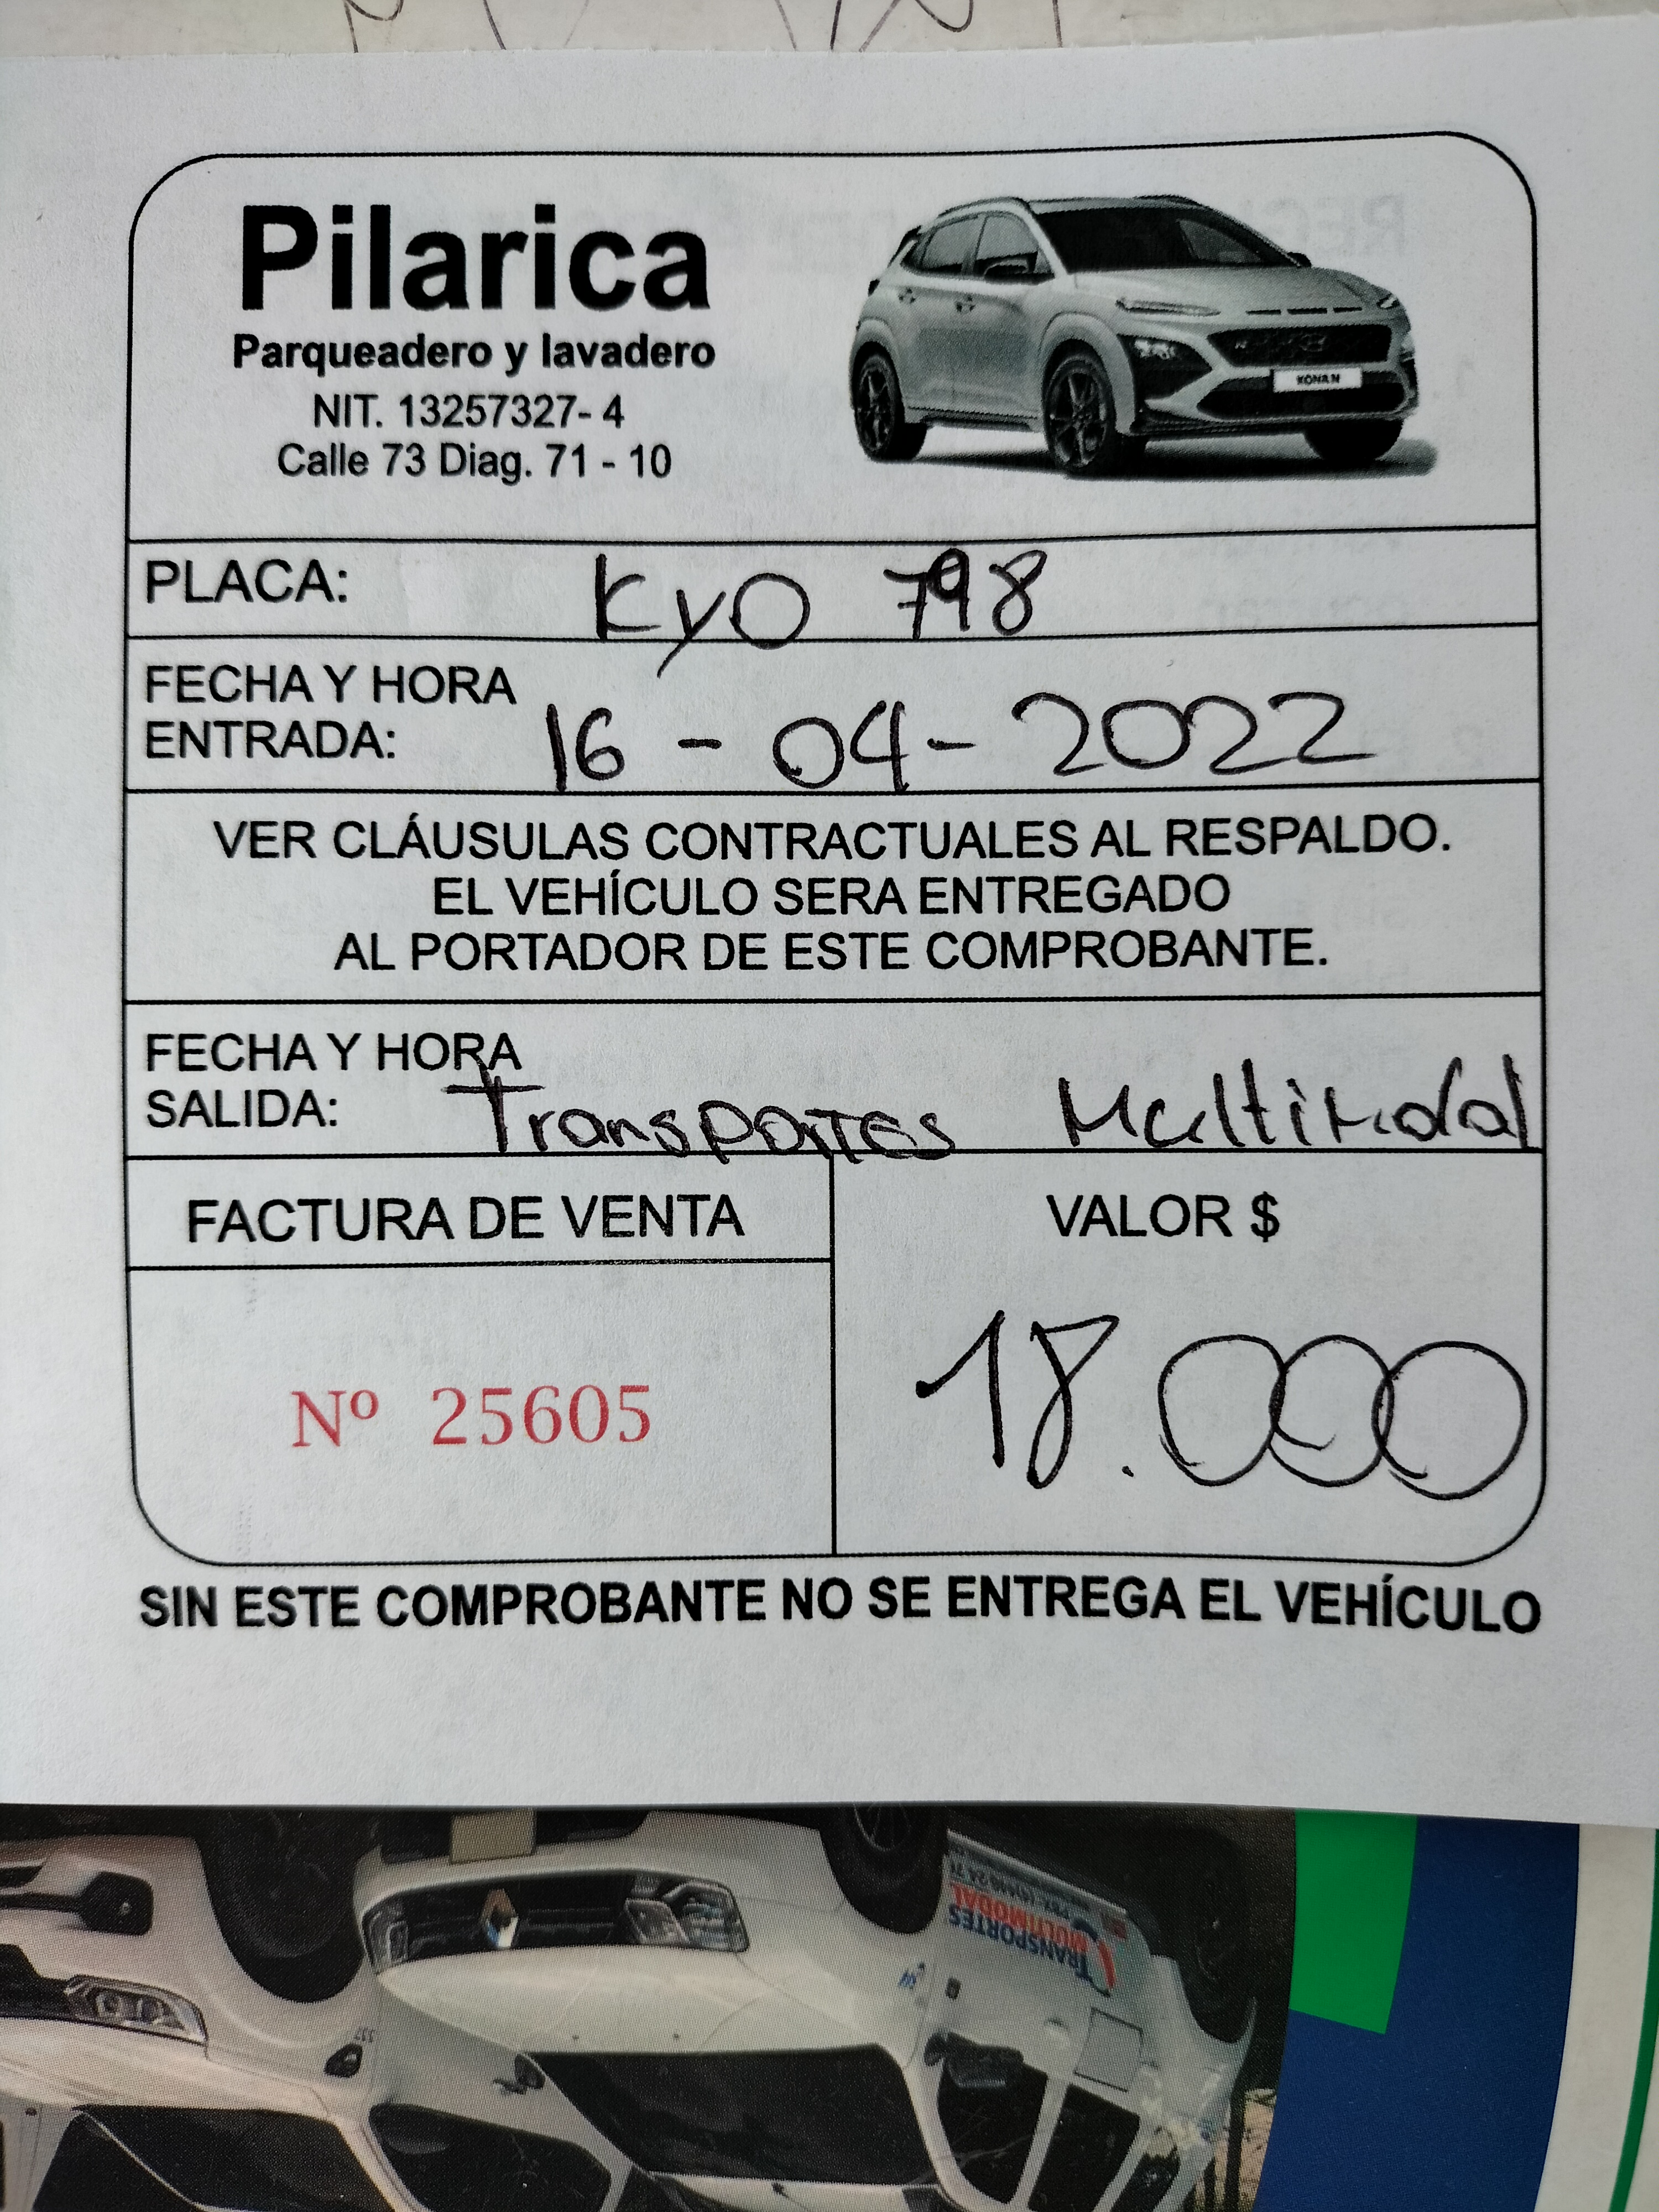 Pilarica
Parqueadero y lavadero
NIT. 13257327- 4
Calle 73 Diag. 71 - 10
KONA N
PLACA: KyO 798
FECHA Y HORA
ENTRADA: 16 - 04 - 2022
VER CLÁUSULAS CONTRACTUALES AL RESPALDO.
EL VEHÍCULO SERA ENTREGADO
AL PORTADOR DE ESTE COMPROBANTE.
FECHA Y HORA
SALIDA: Transportes Multimodal
FACTURA DE VENTA
VALOR $
Nº 25605
18.000
SIN ESTE COMPROBANTE NO SE ENTREGA EL VEHÍCULO
TRANSPORTES
MULTIMODAL